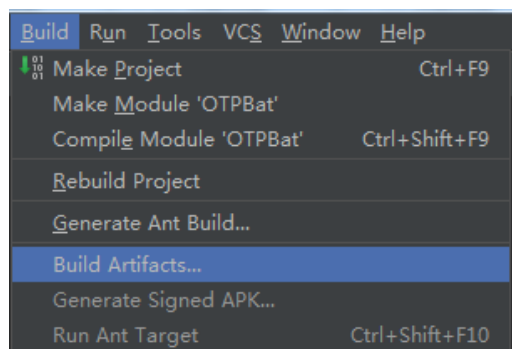 Build Run Tools VCS Window Help
Make Project Ctrl+F9
Make Module 'OTPBat'
Compile Module 'OTPBat' Ctrl+Shift+F9
Rebuild Project
Generate Ant Build...
Build Artifacts...
Generate Signed APK...
Run Ant Target Ctrl+Shift+F10